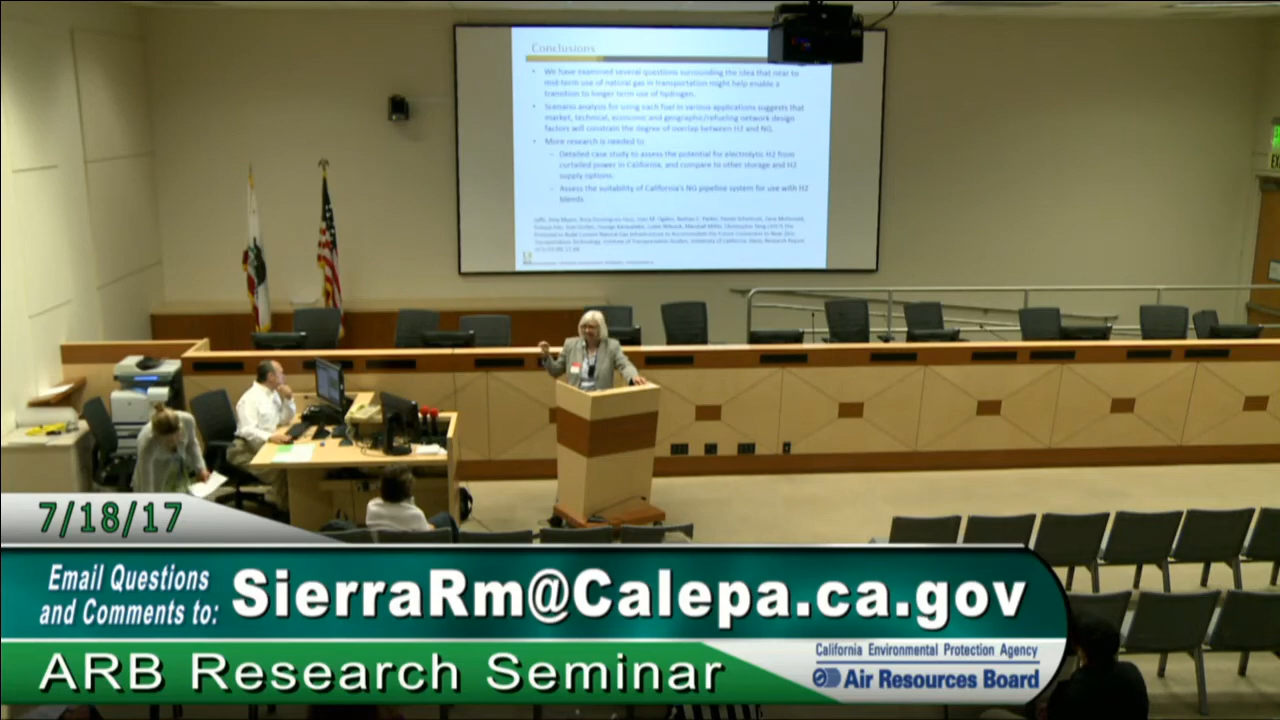 Conclusions
• We have examined several questions surrounding the idea that near to
mid-term use of natural gas in transportation might help enable a
transition to longer term use of hydrogen.
• Scenario analysis for using each fuel in various applications suggests that
market, technical, economic and geographic/refueling network design
factors will constrain the degree of overlap between H2 and NG.
• More research is needed to
– Detailed case study to assess the potential for electrolytic H2 from
curtailed power in California, and compare to other storage and H2
supply options.
– Assess the suitability of California's NG pipeline system for use with H2
blends
7/18/17
Email Questions
and Comments to:
SierraRm@Calepa.ca.gov
ARB Research Seminar
California Environmental Protection Agency
Air Resources Board